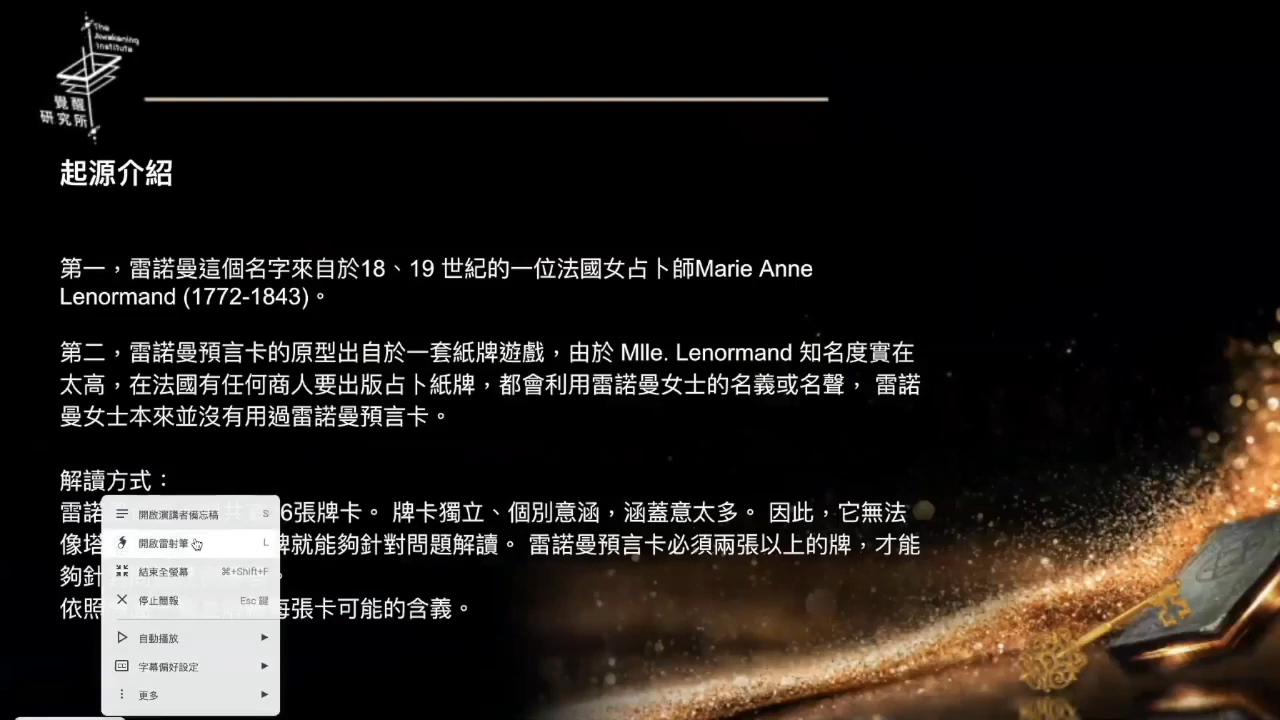 The
Awakening
Institute
覺醒
研究所
起源介紹
第一，雷諾曼這個名字來自於18、19 世紀的一位法國女占卜師Marie Anne
Lenormand (1772-1843)。
第二，雷諾曼預言卡的原型出自於一套紙牌遊戲，由於 Mlle. Lenormand 知名度實在
太高，在法國有任何商人要出版占卜紙牌，都會利用雷諾曼女士的名義或名聲， 雷諾
曼女士本來並沒有用過雷諾曼預言卡。
解讀方式：
雷諾 共 6張牌卡。 牌卡獨立、個別意涵，涵蓋意太多。 因此，它無法
像塔 牌就能夠針對問題解讀。 雷諾曼預言卡必須兩張以上的牌，才能
夠針 。
依照 每張卡可能的含義。
開啟演講者備忘稿 S
開啟雷射筆 L
結束全螢幕 ⌘+Shift+F
停止簡報 Esc 鍵
自動播放
字幕偏好設定
更多